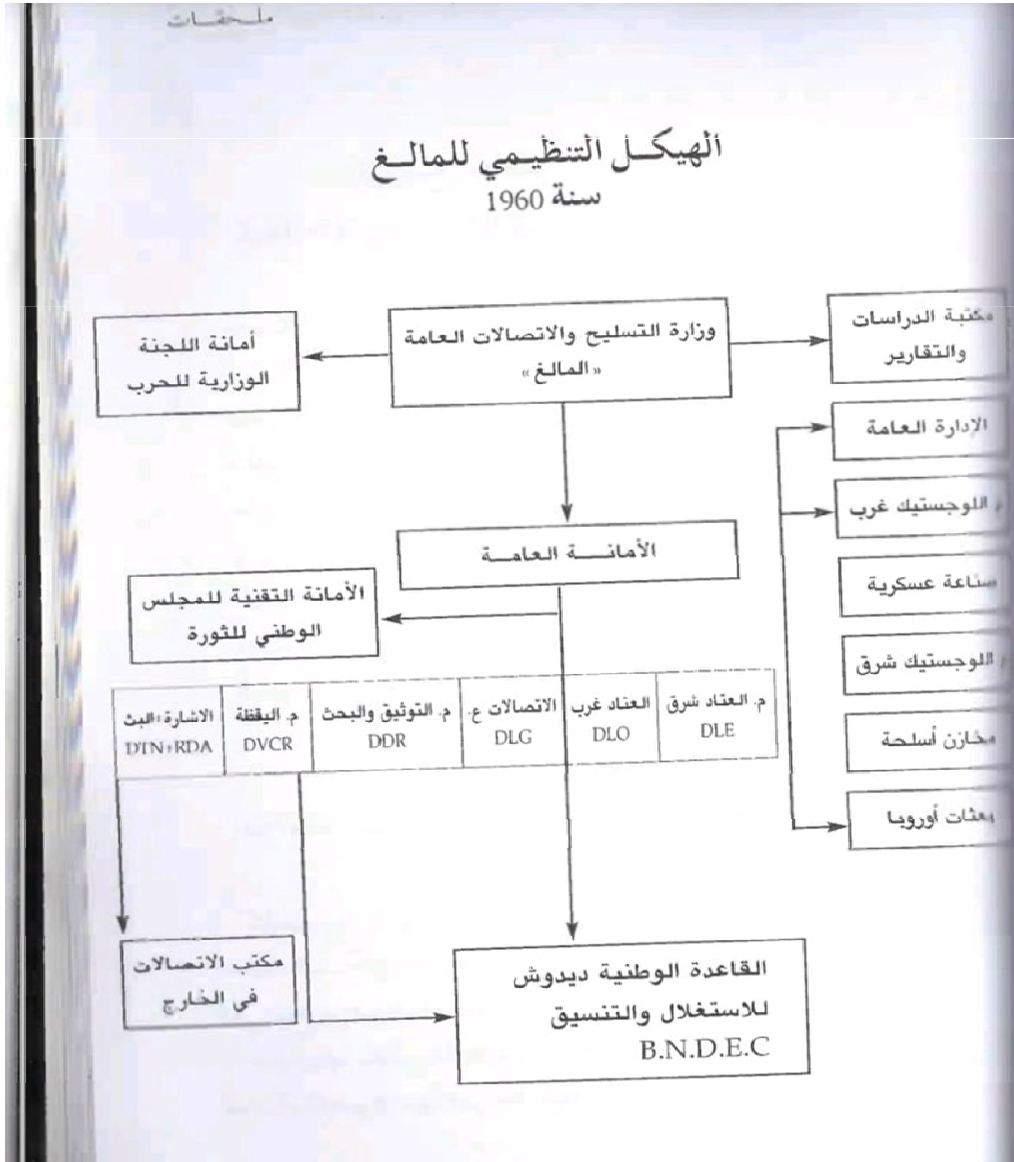 ملحقات
الهيكل التنظيمي للمالغ
سنة 1960
مكتبة الدراسات
والتقارير
وزارة التسليح والاتصالات العامة
«المالغ»
أمانة اللجنة
الوزارية للحرب
الإدارة العامة
اللوجستيك غرب
صناعة عسكرية
اللوجستيك شرق
مخازن أسلحة
بعثات أوروبا
الأمانة العامة
الأمانة التقنية للمجلس
الوطني للثورة
م. العتاد شرق
DLE
العتاد غرب
DLO
الاتصالات ع.
DLG
م. التوثيق والبحث
DDR
م. اليقظة
DVCR
الاشارة+البث
DTN+RDA
القاعدة الوطنية ديدوش
للاستغلال والتنسيق
B.N.D.E.C
مكتب الاتصالات
في الخارج